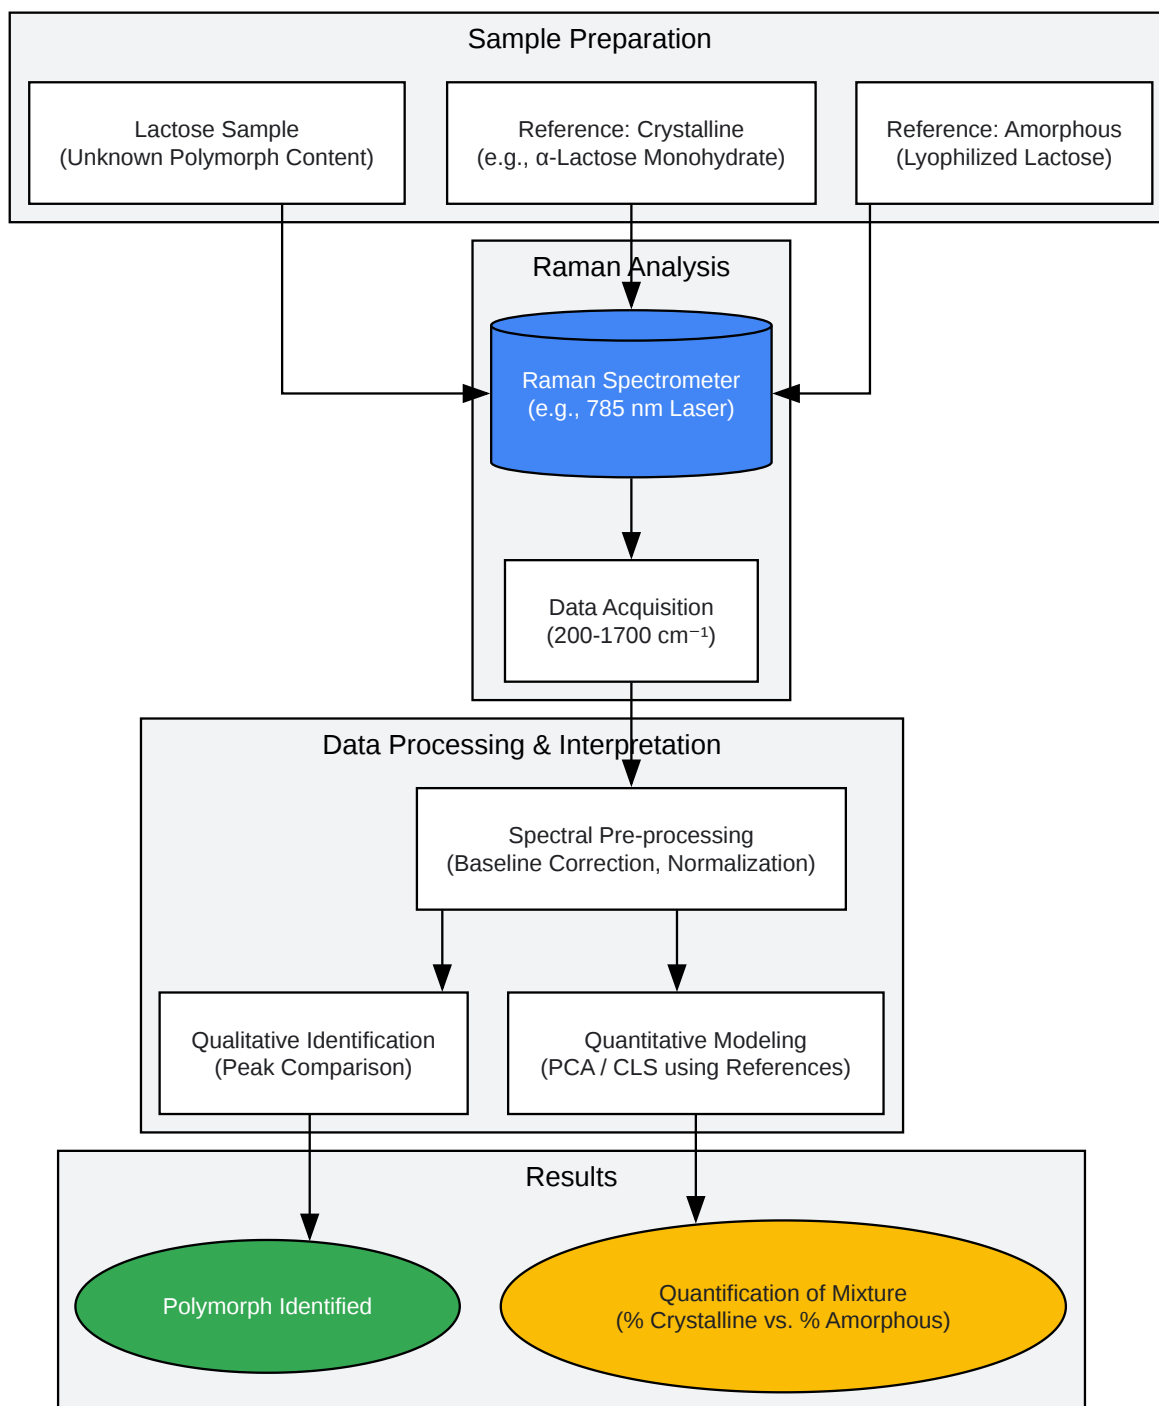 Sample Preparation
Lactose Sample
(Unknown Polymorph Content)
Reference: Crystalline
(e.g., α-Lactose Monohydrate)
Reference: Amorphous
(Lyophilized Lactose)
Raman Analysis
Raman Spectrometer
(e.g., 785 nm Laser)
Data Acquisition
(200-1700 cm⁻¹)
Data Processing & Interpretation
Spectral Pre-processing
(Baseline Correction, Normalization)
Qualitative Identification
(Peak Comparison)
Quantitative Modeling
(PCA / CLS using References)
Results
Polymorph Identified
Quantification of Mixture
(% Crystalline vs. % Amorphous)